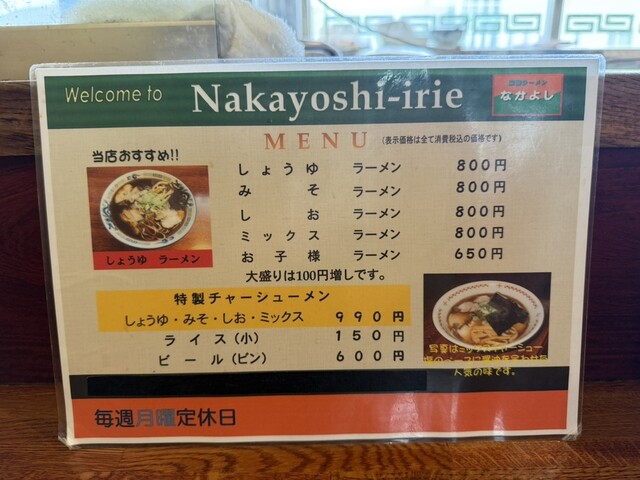 Welcome to Nakayoshi-irie
なかよし
MENU (表示価格は全て消費税込の価格です)
当店おすすめ!!
しょうゆ ラーメン
しょうゆ ラーメン 800円
みそ ラーメン 800円
しお ラーメン 800円
ミックス ラーメン 800円
お子様 ラーメン 650円
大盛りは100円増しです。
特製チャーシューメン
しょうゆ・みそ・しお・ミックス 990円
ライス(小) 150円
ビール(ビン) 600円
人気の味です。
毎週月曜定休日